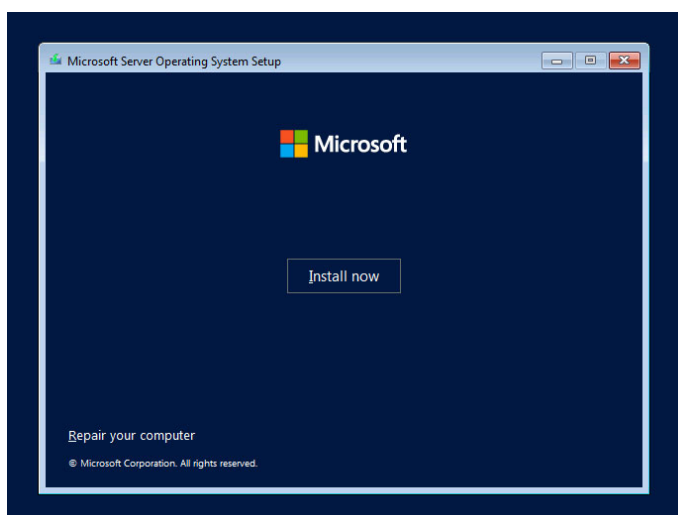 Microsoft Server Operating System Setup
Microsoft
Install now
Repair your computer
© Microsoft Corporation. All rights reserved.